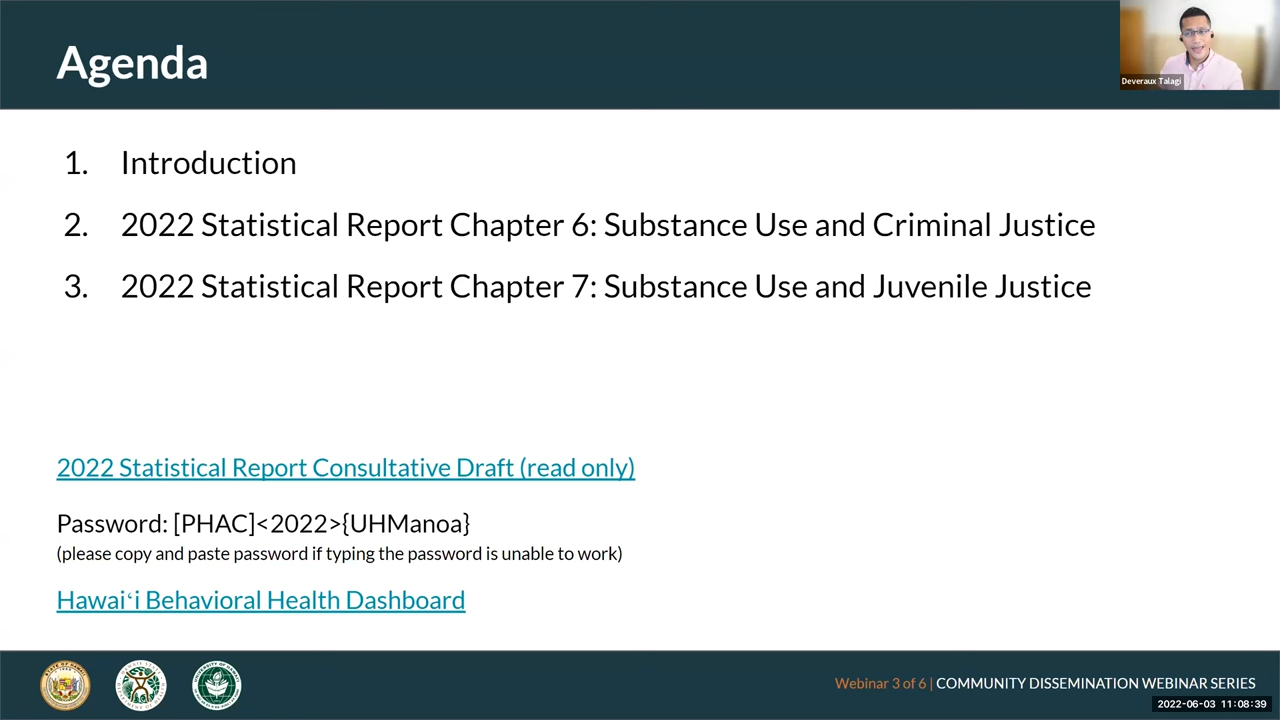 Agenda
Deveraux Talagi
1. Introduction
2. 2022 Statistical Report Chapter 6: Substance Use and Criminal Justice
3. 2022 Statistical Report Chapter 7: Substance Use and Juvenile Justice
2022 Statistical Report Consultative Draft (read only)
Password: [PHAC]<2022>{UHManoa}
(please copy and paste password if typing the password is unable to work)
Hawaiʻi Behavioral Health Dashboard
Webinar 3 of 6 | COMMUNITY DISSEMINATION WEBINAR SERIES
2022-06-03 11:08:39